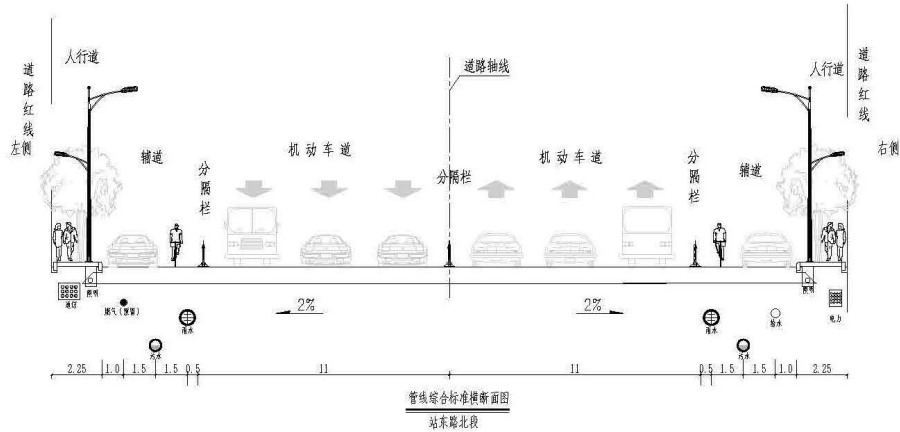 道路红线
左侧
人行道
辅道
分隔栏
机动车道
道路轴线
分隔栏
机动车道
分隔栏
辅道
人行道
道路红线
右侧
通信
照明
燃气(预留)
雨水
污水
2%
2%
雨水
污水
给水
照明
电力
2.25
1.0
1.5
1.5
0.5
11
11
0.5
1.5
1.5
1.0
2.25
管线综合标准横断面图
站东路北段